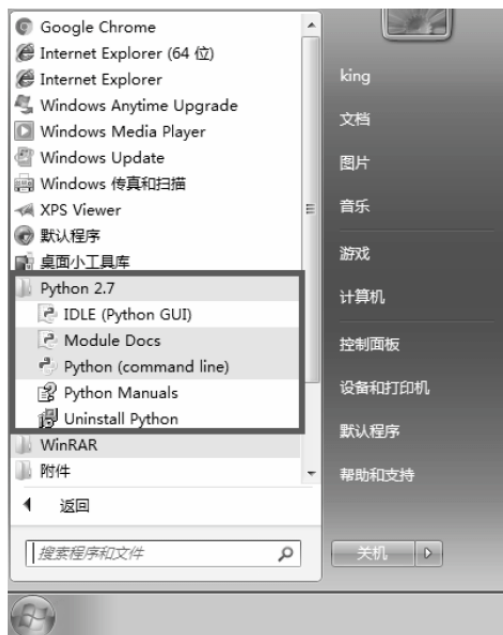 Google Chrome
Internet Explorer (64 位)
Internet Explorer
Windows Anytime Upgrade
Windows Media Player
Windows Update
Windows 传真和扫描
XPS Viewer
默认程序
桌面小工具库
Python 2.7
IDLE (Python GUI)
Module Docs
Python (command line)
Python Manuals
Uninstall Python
WinRAR
附件
返回
搜索程序和文件
king
文档
图片
音乐
游戏
计算机
控制面板
设备和打印机
默认程序
帮助和支持
关机